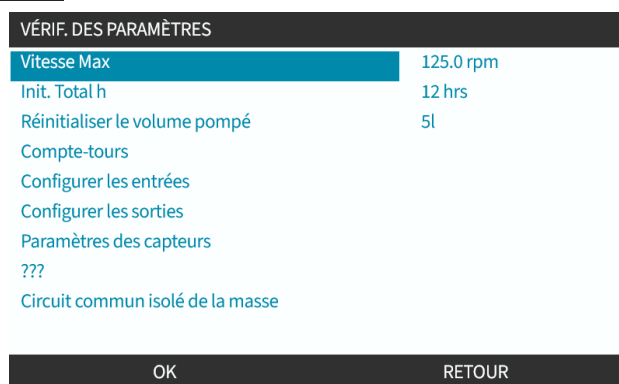 VÉRIF. DES PARAMÈTRES
Vitesse Max 125.0 rpm
Init. Total h 12 hrs
Réinitialiser le volume pompé 5l
Compte-tours
Configurer les entrées
Configurer les sorties
Paramètres des capteurs
???
Circuit commun isolé de la masse
OK RETOUR